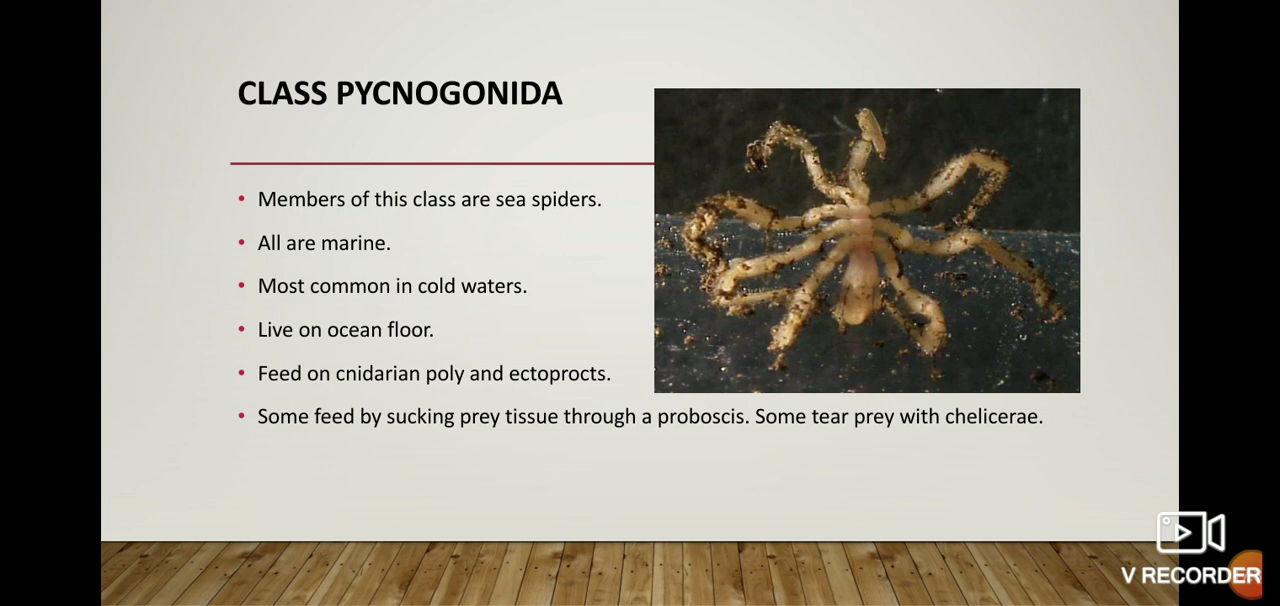 CLASS PYCNOGONIDA
• Members of this class are sea spiders.
• All are marine.
• Most common in cold waters.
• Live on ocean floor.
• Feed on cnidarian poly and ectoprocts.
• Some feed by sucking prey tissue through a proboscis. Some tear prey with chelicerae.
V RECORDER